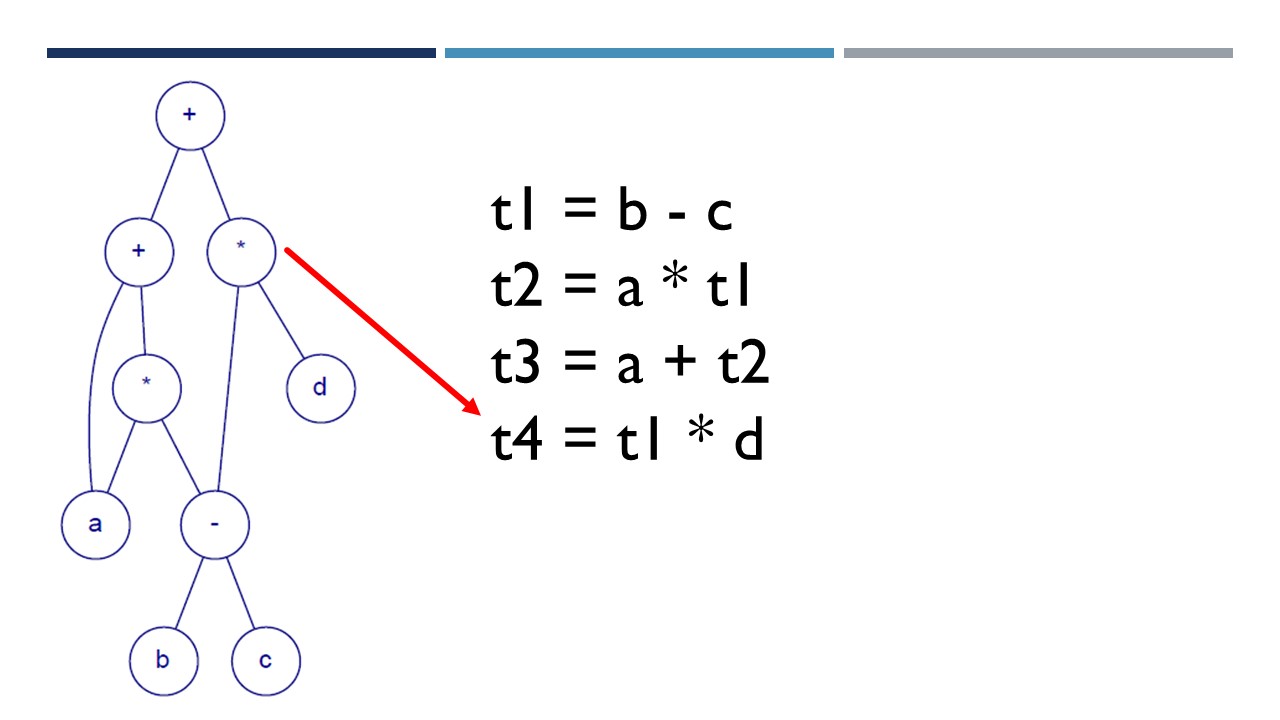 +
+ *
* d
a -
b c
t1 = b - c
t2 = a * t1
t3 = a + t2
t4 = t1 * d